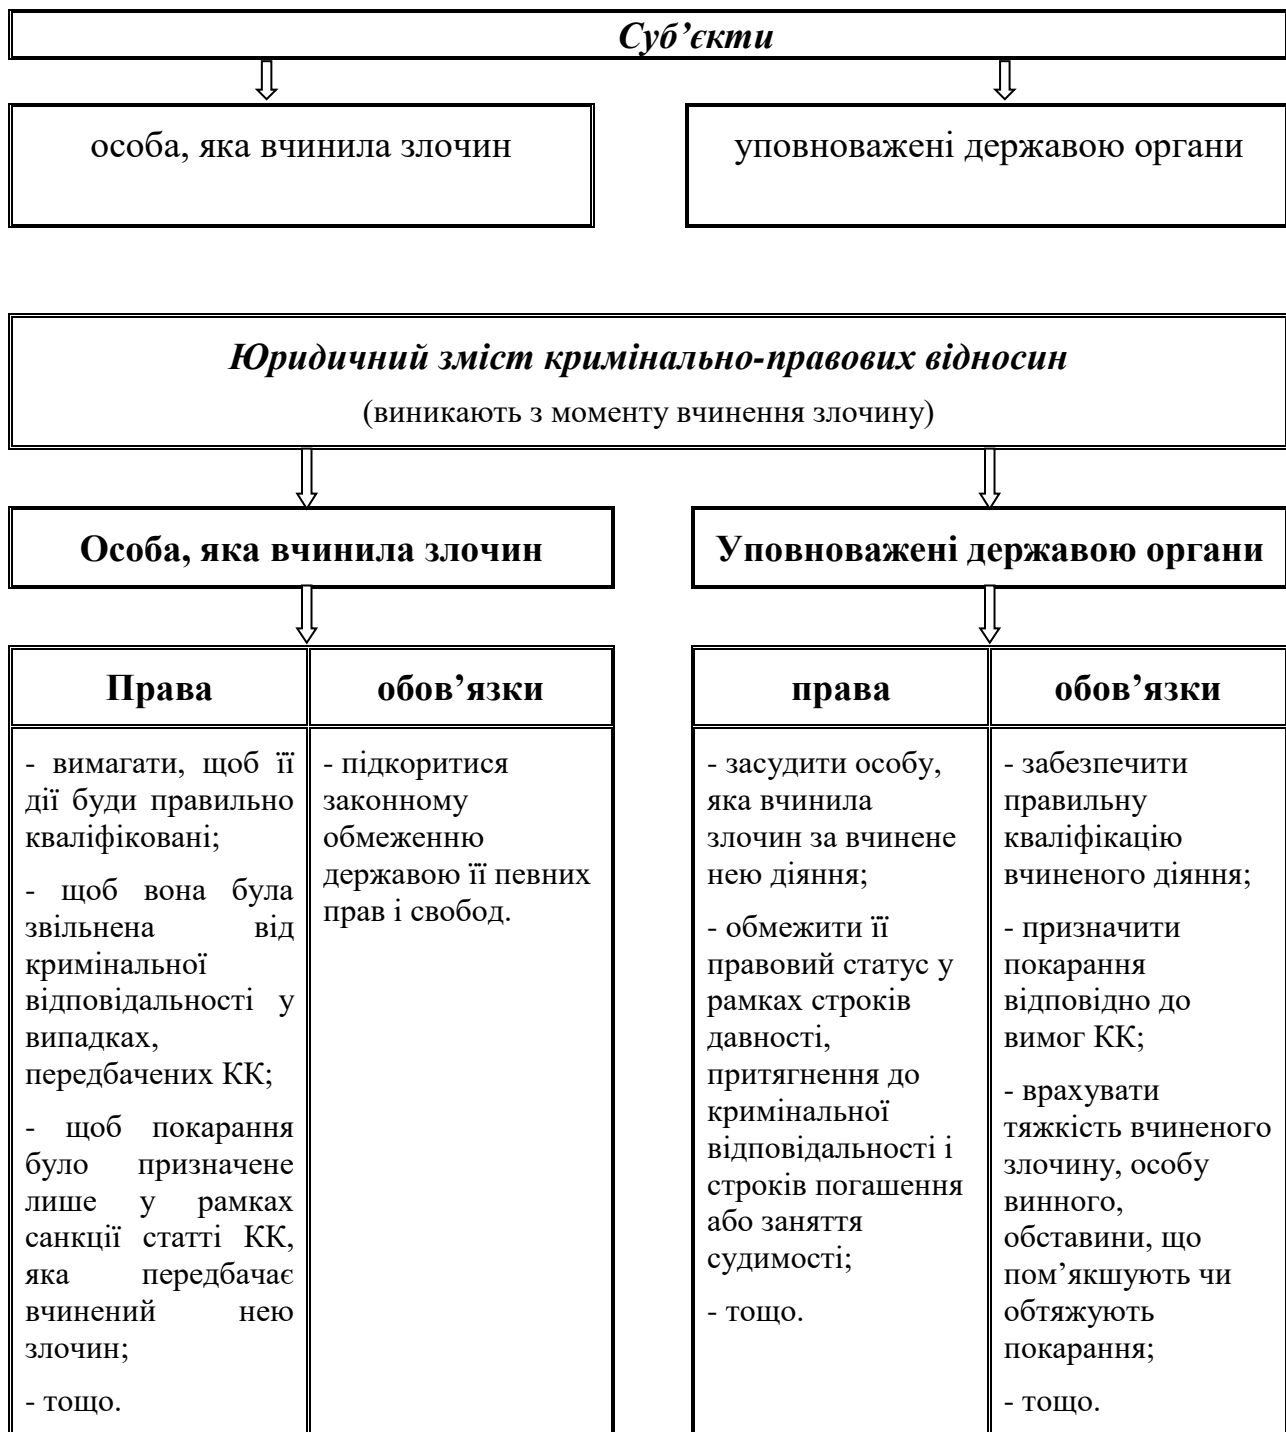 Суб’єкти
особа, яка вчинила злочин
уповноважені державою органи
Юридичний зміст кримінально-правових відносин
(виникають з моменту вчинення злочину)
Особа, яка вчинила злочин
Уповноважені державою органи
Права
обов’язки
- вимагати, щоб її
дії буди правильно
кваліфіковані;
- щоб вона була
звільнена від
кримінальної
відповідальності у
випадках,
передбачених КК;
- щоб покарання
було призначене
лише у рамках
санкції статті КК,
яка передбачає
вчинений нею
злочин;
- тощо.
- підкоритися
законному
обмеженню
державою її певних
прав і свобод.
права
обов’язки
- засудити особу,
яка вчинила
злочин за вчинене
нею діяння;
- обмежити її
правовий статус у
рамках строків
давності,
притягнення до
кримінальної
відповідальності і
строків погашення
або заняття
судимості;
- тощо.
- забезпечити
правильну
кваліфікацію
вчиненого діяння;
- призначити
покарання
відповідно до
вимог КК;
- врахувати
тяжкість вчиненого
злочину, особу
винного,
обставини, що
пом’якшують чи
обтяжують
покарання;
- тощо.